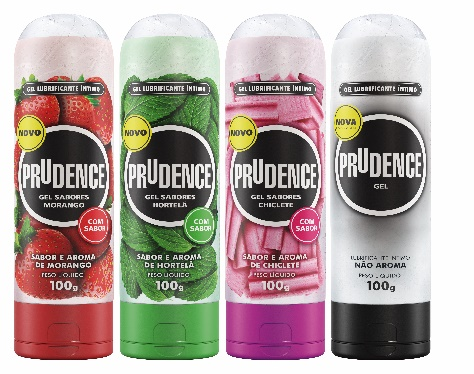 GEL LUBRIFICANTE ÍNTIMO
NOVO
PRUDENCE
GEL SABORES
MORANGO
COM
SABOR
SABOR E AROMA
DE MORANGO
PESO LÍQUIDO
100g
GEL LUBRIFICANTE ÍNTIMO
NOVO
PRUDENCE
GEL SABORES
HORTELÃ
COM
SABOR
SABOR E AROMA
DE HORTELÃ
PESO LÍQUIDO
100g
GEL LUBRIFICANTE ÍNTIMO
NOVO
PRUDENCE
GEL SABORES
CHICLETE
COM
SABOR
SABOR E AROMA
DE CHICLETE
PESO LÍQUIDO
100g
GEL LUBRIFICANTE ÍNTIMO
NOVA
PRUDENCE
GEL
LUBRIFICANTE ÍNTIMO
NÃO AROMA
PESO LÍQUIDO
100g